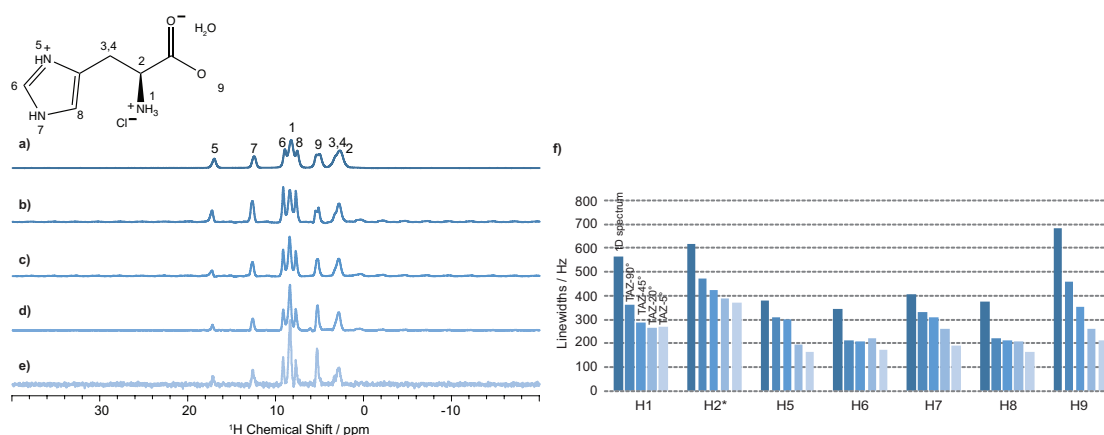 O−
H₂O
5
+
NH
3,4
2
O
9
6
1
+
NH₃
Cl−
8
NH
7
a)
5
7
6
1
8
9
3,4
2
b)
c)
d)
e)
30
20
10
0
-10
¹H Chemical Shift / ppm
f)
800
700
600
500
400
300
200
100
0
Linewidths / Hz
1D spectrum
TAZ-90°
TAZ-45°
TAZ-20°
TAZ-5°
H1
H2*
H5
H6
H7
H8
H9